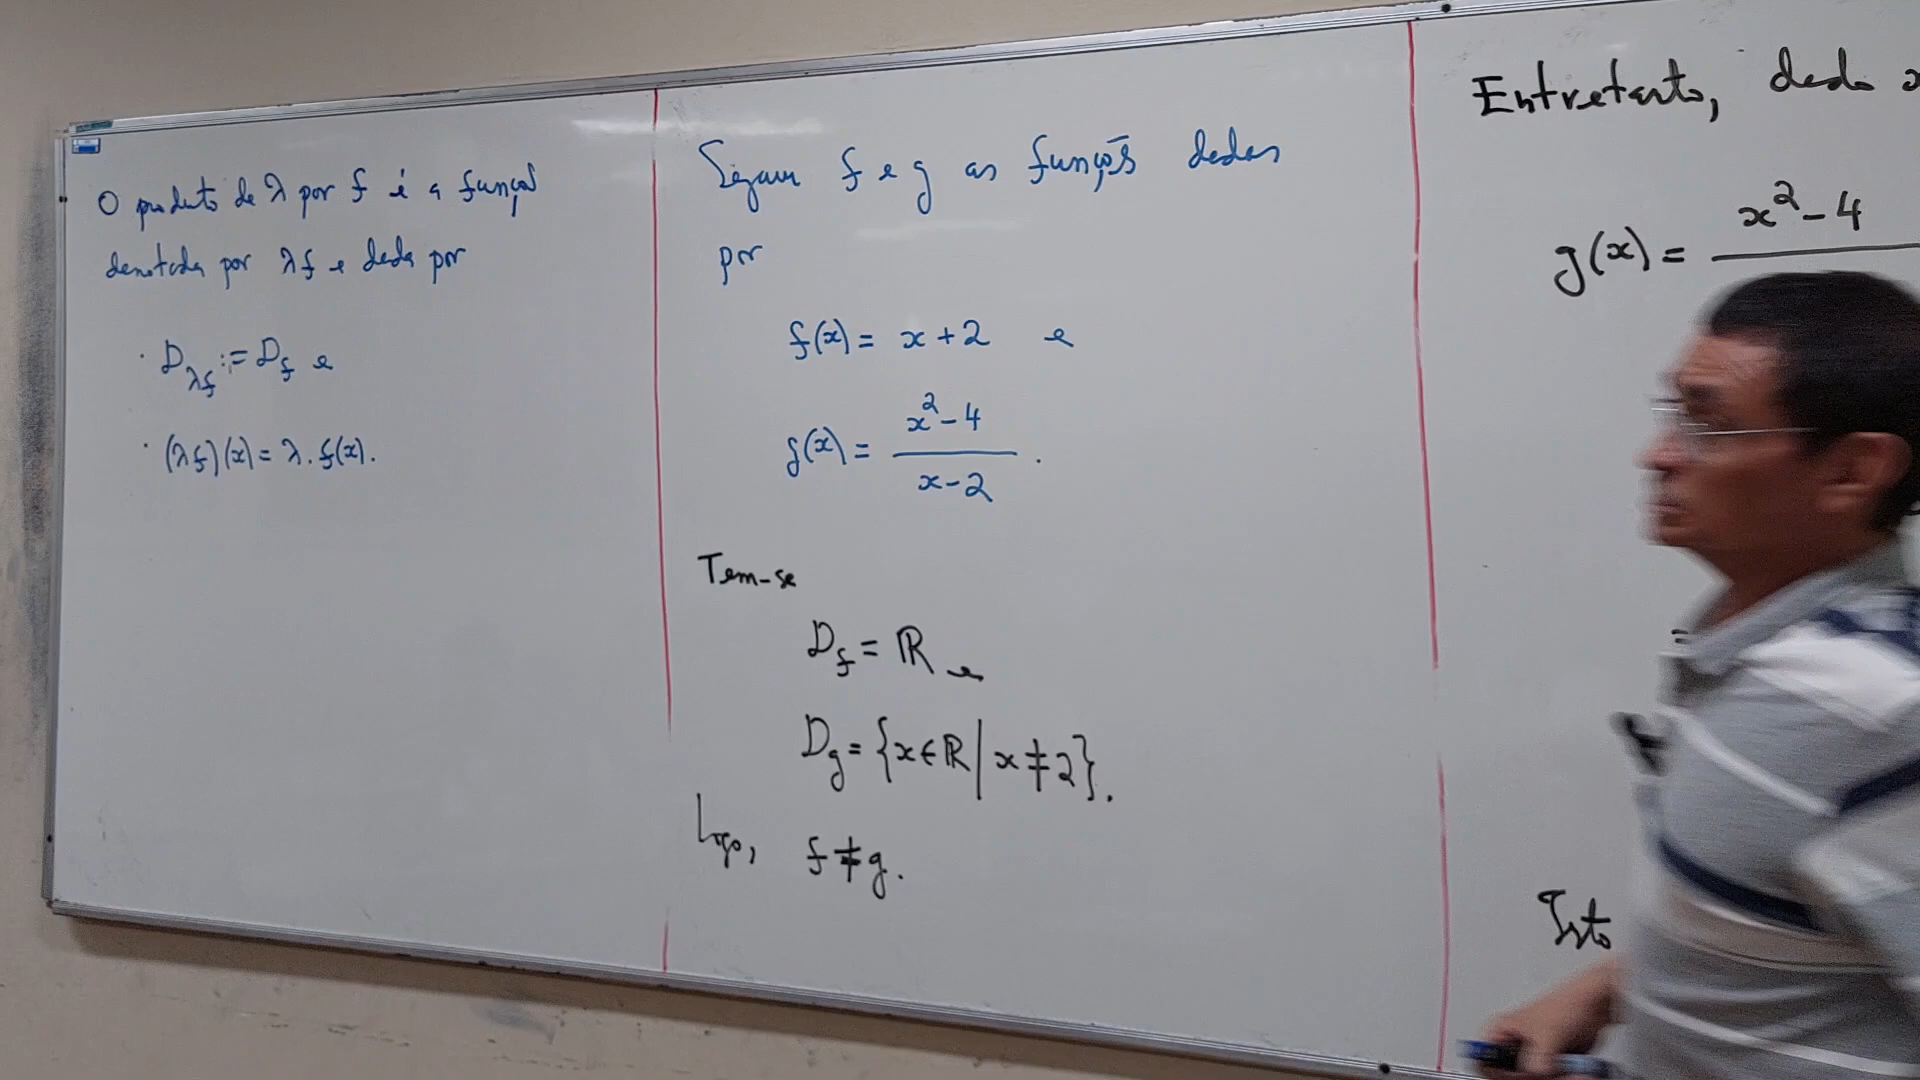 O produto de λ por f é a função
denotada por λf e dada por
· D_λf := D_f e
· (λf)(x) = λ . f(x).
Sejam f e g as funções dadas
por
f(x) = x + 2 e
g(x) = (x² - 4)/(x - 2) .
Tem-se
D_f = ℝ e
D_g = {x ∈ ℝ | x ≠ 2}.
Logo, f ≠ g.
Entretanto, dado x
g(x) = x² - 4
=
Isto